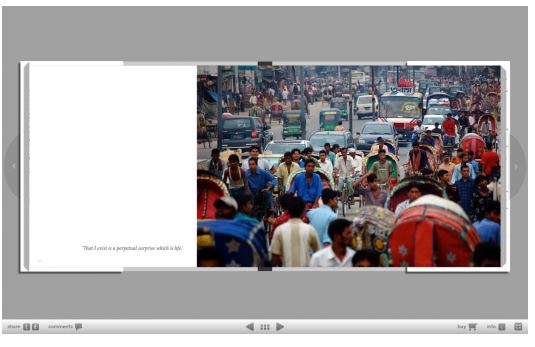 "That I exist is a perpetual surprise which is life."
share
comments
buy
info